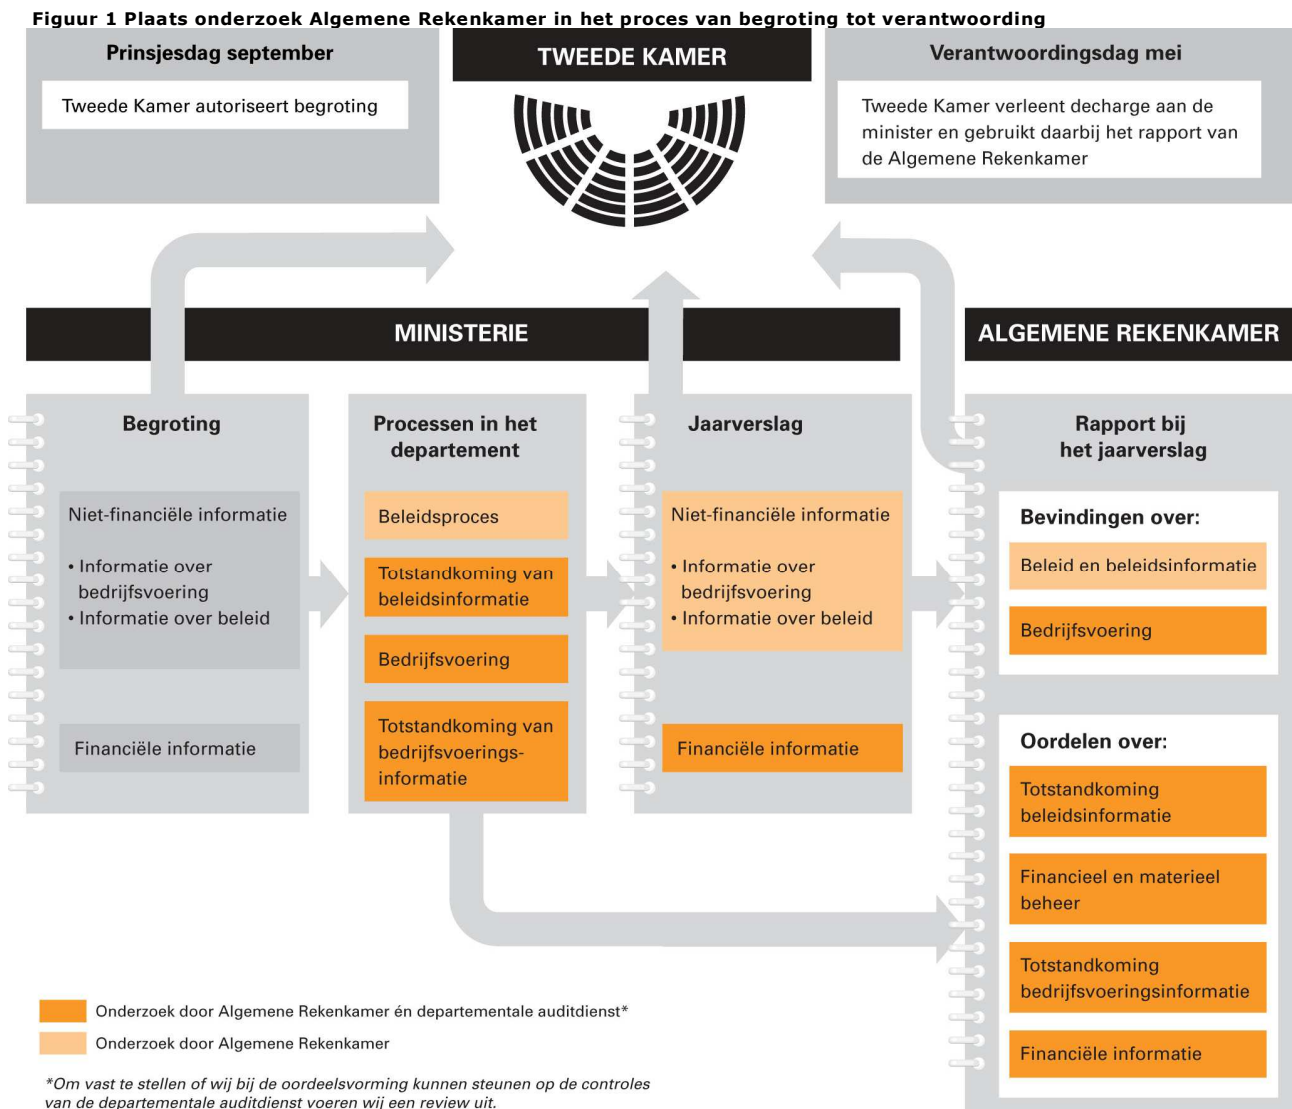 Figuur 1 Plaats onderzoek Algemene Rekenkamer in het proces van begroting tot verantwoording
Prinsjesdag september
Tweede Kamer autoriseert begroting
TWEEDE KAMER
Verantwoordingsdag mei
Tweede Kamer verleent decharge aan de
minister en gebruikt daarbij het rapport van
de Algemene Rekenkamer
MINISTERIE
ALGEMENE REKENKAMER
Begroting
Niet-financiële informatie
• Informatie over
bedrijfsvoering
• Informatie over beleid
Financiële informatie
Processen in het
departement
Beleidsproces
Totstandkoming van
beleidsinformatie
Bedrijfsvoering
Totstandkoming van
bedrijfsvoerings-
informatie
Jaarverslag
Niet-financiële informatie
• Informatie over
bedrijfsvoering
• Informatie over beleid
Financiële informatie
Rapport bij
het jaarverslag
Bevindingen over:
Beleid en beleidsinformatie
Bedrijfsvoering
Oordelen over:
Totstandkoming
beleidsinformatie
Financieel en materieel
beheer
Totstandkoming
bedrijfsvoeringsinformatie
Financiële informatie
Onderzoek door Algemene Rekenkamer én departementale auditdienst*
Onderzoek door Algemene Rekenkamer
*Om vast te stellen of wij bij de oordeelsvorming kunnen steunen op de controles
van de departementale auditdienst voeren wij een review uit.